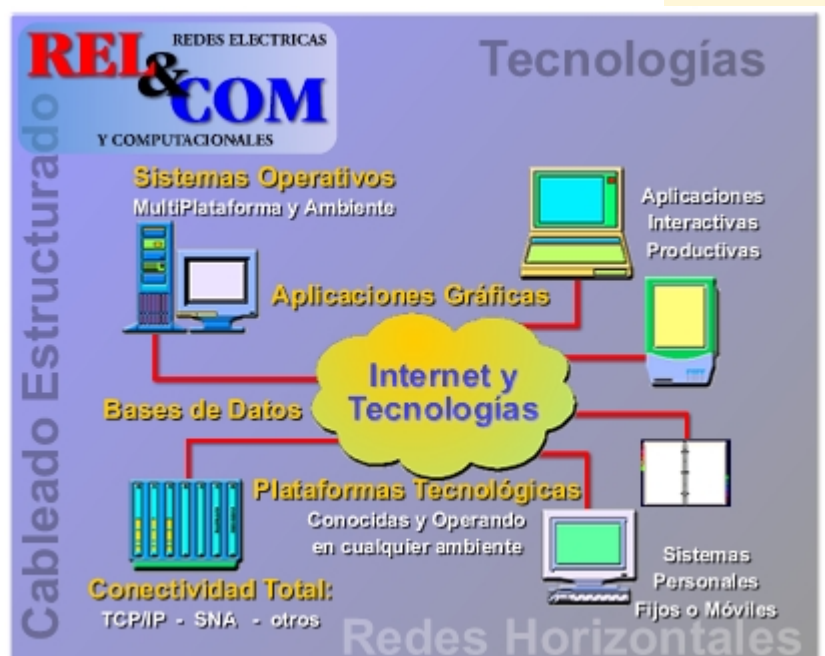 REDES ELECTRICAS
REL&COM
Y COMPUTACIONALES
Tecnologías
Cableado Estructurado
Sistemas Operativos
MultiPlataforma y Ambiente
Aplicaciones
Interactivas
Productivas
Aplicaciones Gráficas
Internet y
Tecnologías
Bases de Datos
Plataformas Tecnológicas
Conocidas y Operando
en cualquier ambiente
Conectividad Total:
TCP/IP - SNA - otros
Sistemas
Personales
Fijos o Móviles
Redes Horizontales